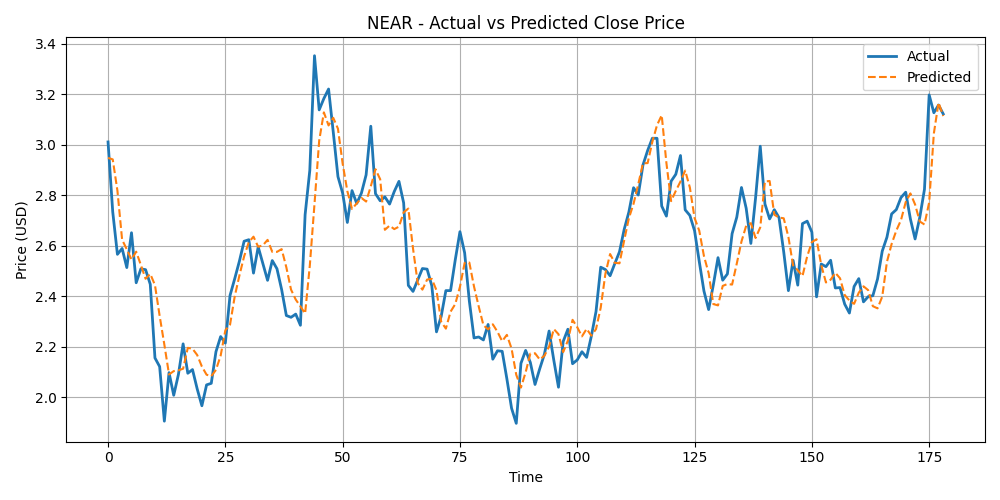 NEAR - Actual vs Predicted Close Price
Actual
Predicted
Price (USD)
3.4
3.2
3.0
2.8
2.6
2.4
2.2
2.0
0 25 50 75 100 125 150 175
Time